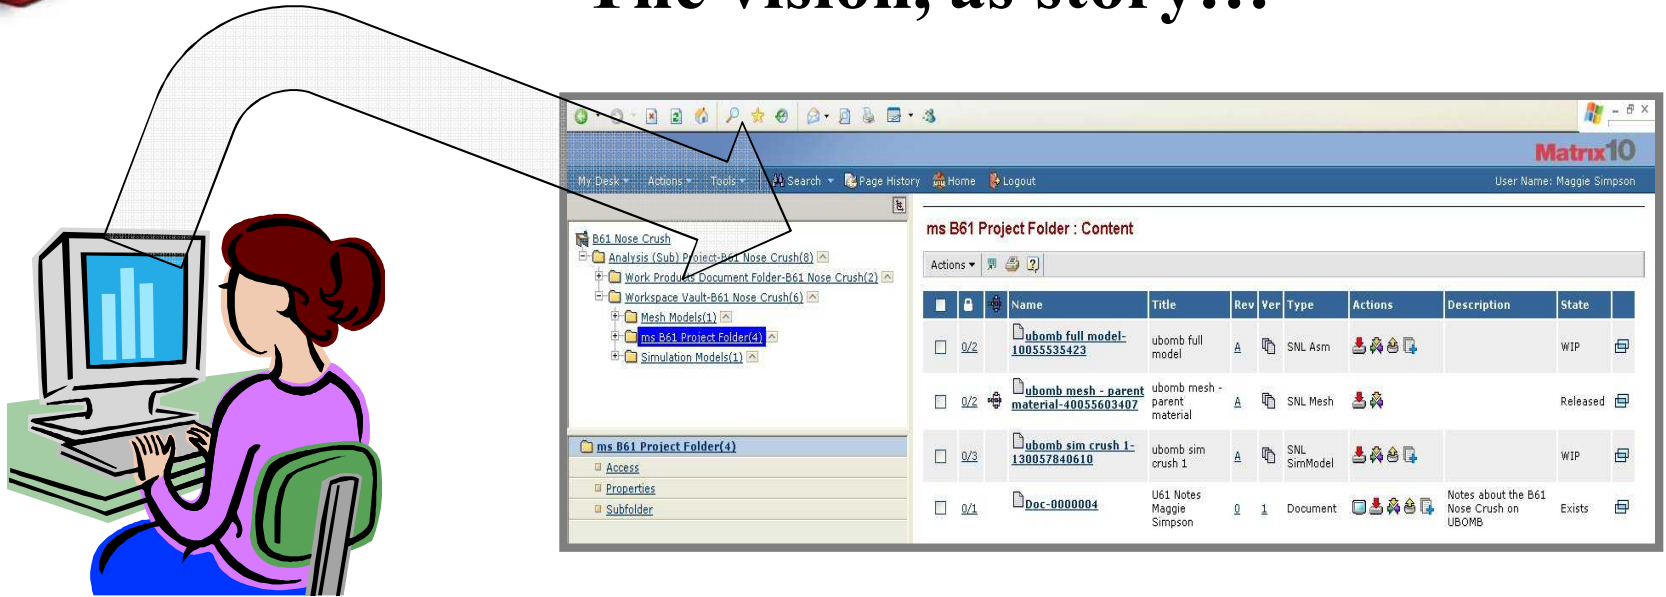 The vision, as story…
Matrix10
My Desk Actions Tools Search Page History Home Logout User Name: Maggie Simpson
B61 Nose Crush
Analysis (Sub) Project-B61 Nose Crush(8)
Work Products Document Folder-B61 Nose Crush(2)
Workspace Vault-B61 Nose Crush(6)
Mesh Models(1)
ms B61 Project Folder(4)
Simulation Models(1)
ms B61 Project Folder(4)
Access
Properties
Subfolder
ms B61 Project Folder : Content
Actions
Name Title Rev Ver Type Actions Description State
0/2 ubomb full model- ubomb full A SNL Asm WIP
10055535423 model
0/2 ubomb mesh - parent ubomb mesh - A SNL Mesh Released
material-40055603407 parent
material
0/3 ubomb sim crush 1- ubomb sim A SNL WIP
130057840610 crush 1 SimModel
0/1 Doc-0000004 U61 Notes 0 1 Document Notes about the B61 Exists
Maggie Nose Crush on
Simpson UBOMB